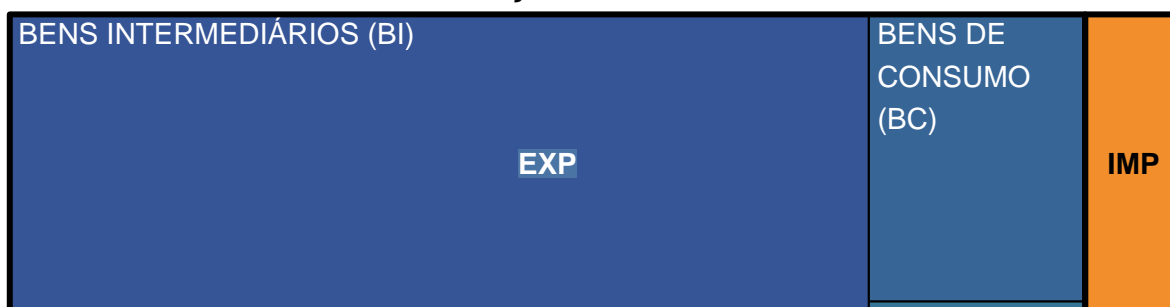 BENS INTERMEDIÁRIOS (BI)
BENS DE
CONSUMO
(BC)
EXP
IMP